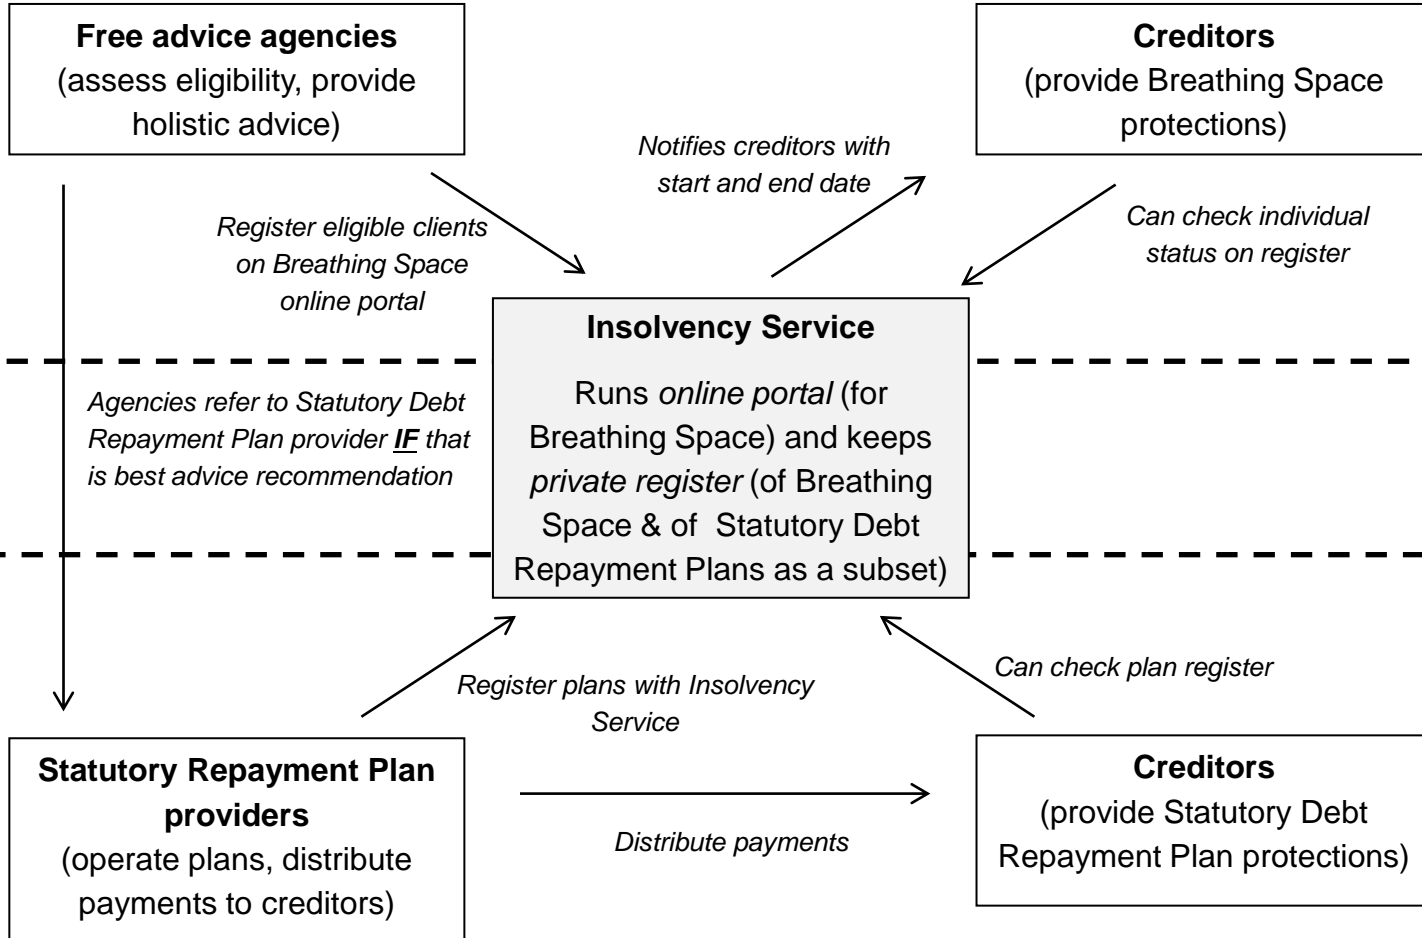 Free advice agencies
(assess eligibility, provide
holistic advice)
Creditors
(provide Breathing Space
protections)
Notifies creditors with
start and end date
Register eligible clients
on Breathing Space
online portal
Can check individual
status on register
Insolvency Service
Runs online portal (for
Breathing Space) and keeps
private register (of Breathing
Space & of Statutory Debt
Repayment Plans as a subset)
Agencies refer to Statutory Debt
Repayment Plan provider IF that
is best advice recommendation
Register plans with Insolvency
Service
Can check plan register
Statutory Repayment Plan
providers
(operate plans, distribute
payments to creditors)
Distribute payments
Creditors
(provide Statutory Debt
Repayment Plan protections)